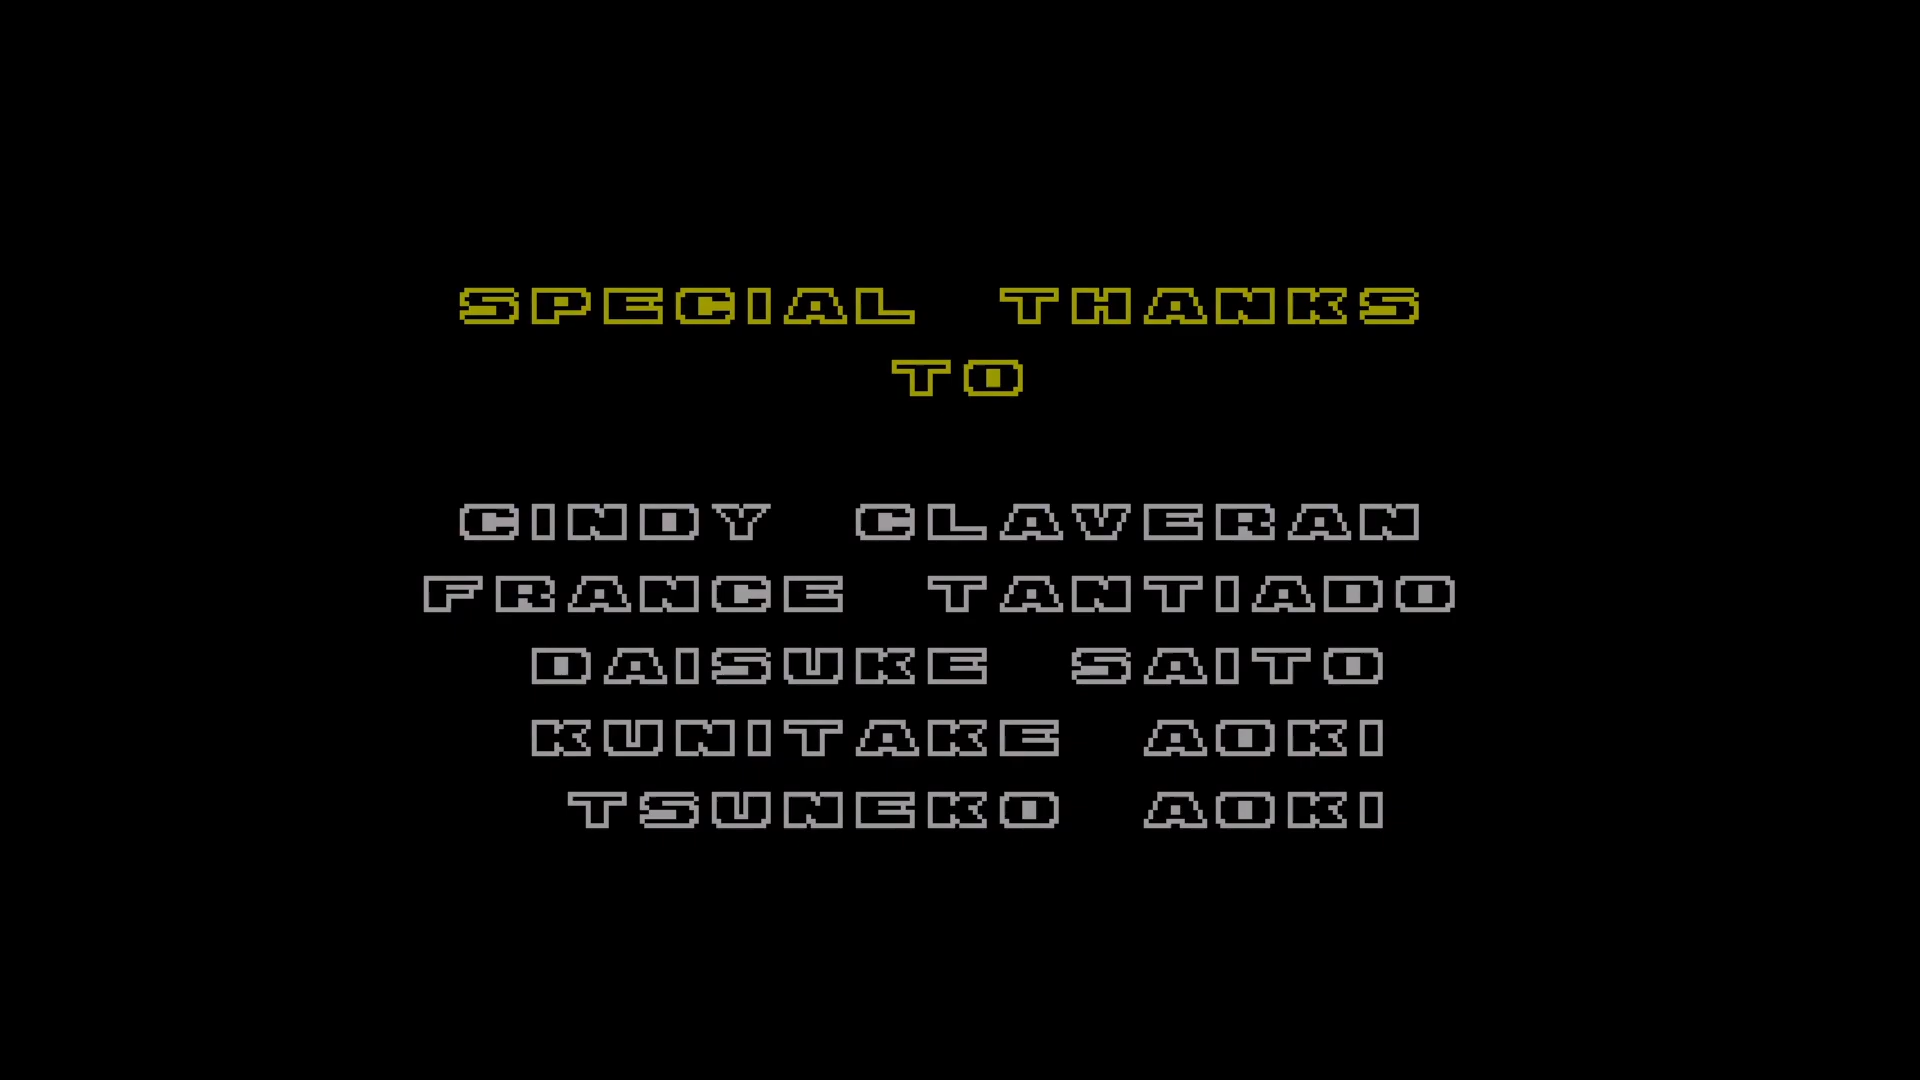 SPECIAL THANKS
TO
CINDY CLAVERAN
FRANCE TANTIADO
DAISUKE SAITO
KUNITAKE AOKI
TSUNEKO AOKI